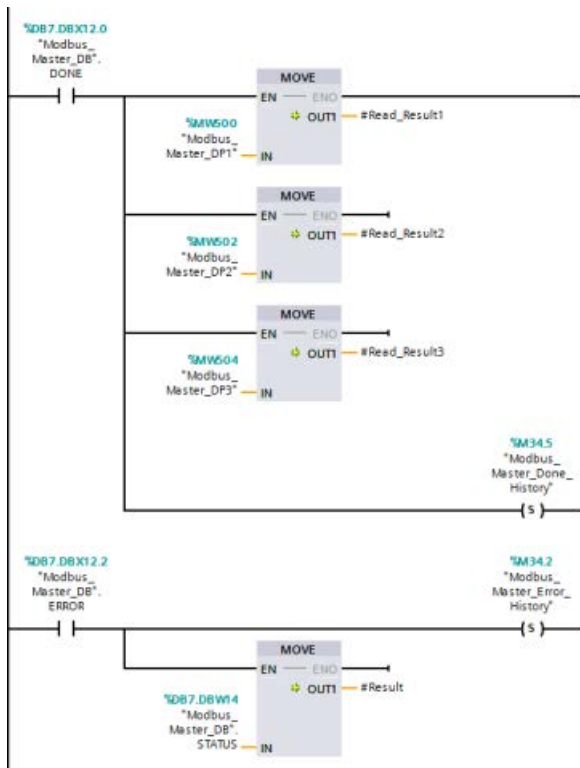 %DB7.DBX12.0
"Modbus_
Master_DB".
DONE
MOVE
EN ENO
OUT1 #Read_Result1
%MW500
"Modbus_
Master_DP1" IN
MOVE
EN ENO
OUT1 #Read_Result2
%MW502
"Modbus_
Master_DP2" IN
MOVE
EN ENO
OUT1 #Read_Result3
%MW504
"Modbus_
Master_DP3" IN
%M34.5
"Modbus_
Master_Done_
History"
S
%DB7.DBX12.2
"Modbus_
Master_DB".
ERROR
%M34.2
"Modbus_
Master_Error_
History"
S
MOVE
EN ENO
OUT1 #Result
%DB7.DBW14
"Modbus_
Master_DB".
STATUS IN